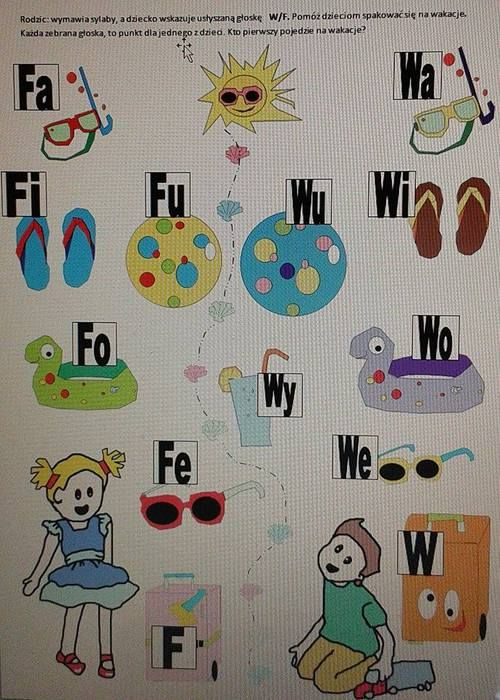 Rodzic: wymawia sylaby, a dziecko wskazuje usłyszaną głoskę W/F. Pomóż dzieciom spakować się na wakacje.
Każda zebrana głoska, to punkt dla jednego z dzieci. Kto pierwszy pojedzie na wakacje?
Fa
Wa
Fi
Fu
Wu
Wi
Fo
Wo
Wy
Fe
We
W
F